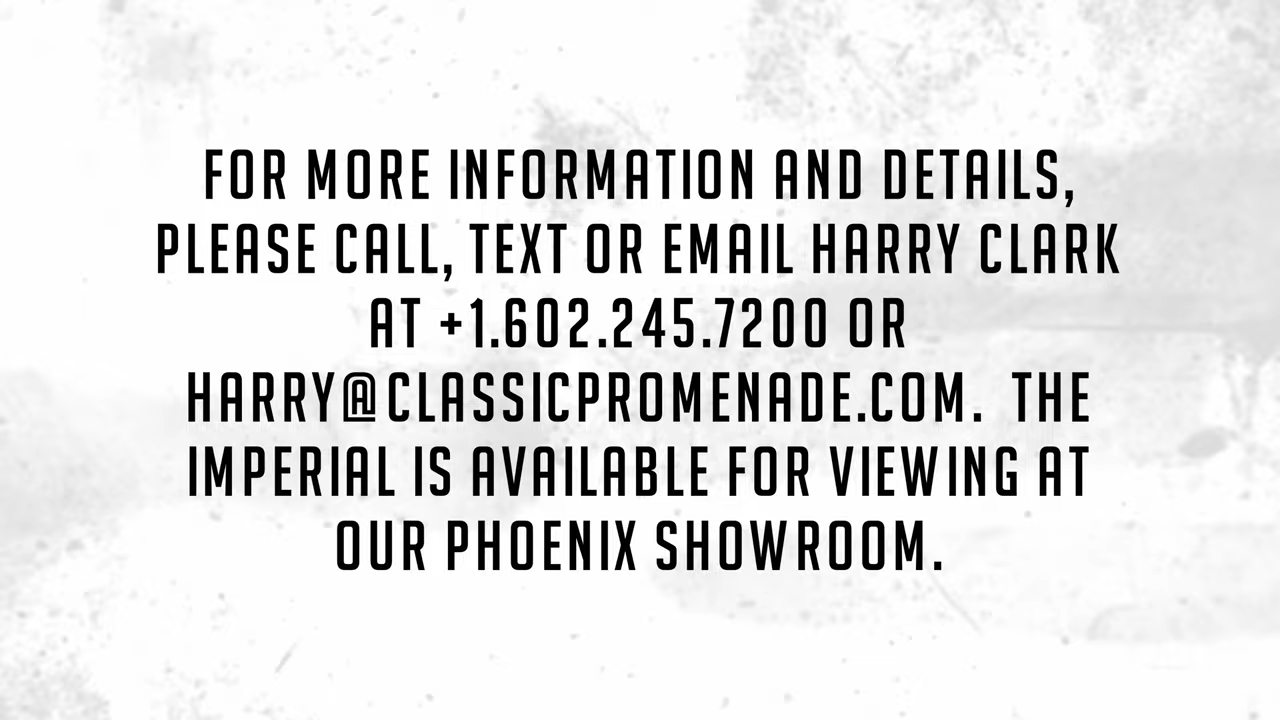 FOR MORE INFORMATION AND DETAILS,
PLEASE CALL, TEXT OR EMAIL HARRY CLARK
AT +1.602.245.7200 OR
HARRY@CLASSICPROMENADE.COM. THE
IMPERIAL IS AVAILABLE FOR VIEWING AT
OUR PHOENIX SHOWROOM.